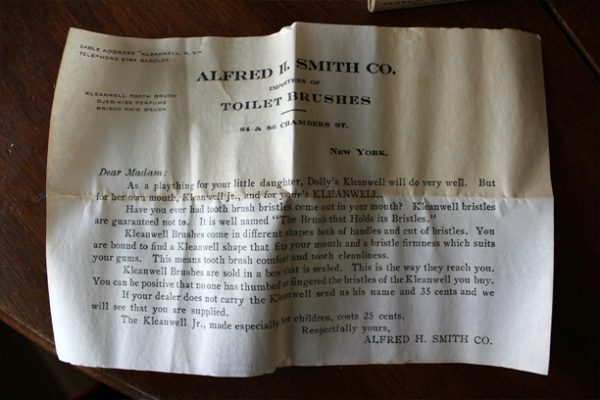 CABLE ADDRESS "KLEANWELL, N.Y."
TELEPHONE 6764 BARCLAY
ALFRED H. SMITH CO.
IMPORTERS OF
TOILET BRUSHES
KLEANWELL TOOTH BRUSH
DJER-KISS PERFUME
BRISCO HAIR BRUSH
84 & 86 CHAMBERS ST.
NEW YORK.
Dear Madam:
As a plaything for your little daughter, Dolly's Kleanwell will do very well. But
for her own mouth, Kleanwell Jr., and for your's KLEANWELL.
Have you ever had tooth brush bristles come out in your mouth? Kleanwell bristles
are guaranteed not to. It is well named "The Brush that Holds its Bristles."
Kleanwell Brushes come in different shapes both of handles and cut of bristles. You
are bound to find a Kleanwell shape that fits your mouth and a bristle firmness which suits
your gums. This means tooth brush comfort and tooth cleanliness.
Kleanwell Brushes are sold in a box that is sealed. This is the way they reach you.
You can be positive that no one has thumbed or fingered the bristles of the Kleanwell you buy.
If your dealer does not carry the Kleanwell send us his name and 35 cents and we
will see that you are supplied.
The Kleanwell Jr., made especially for children, costs 25 cents.
Respectfully yours,
ALFRED H. SMITH CO.